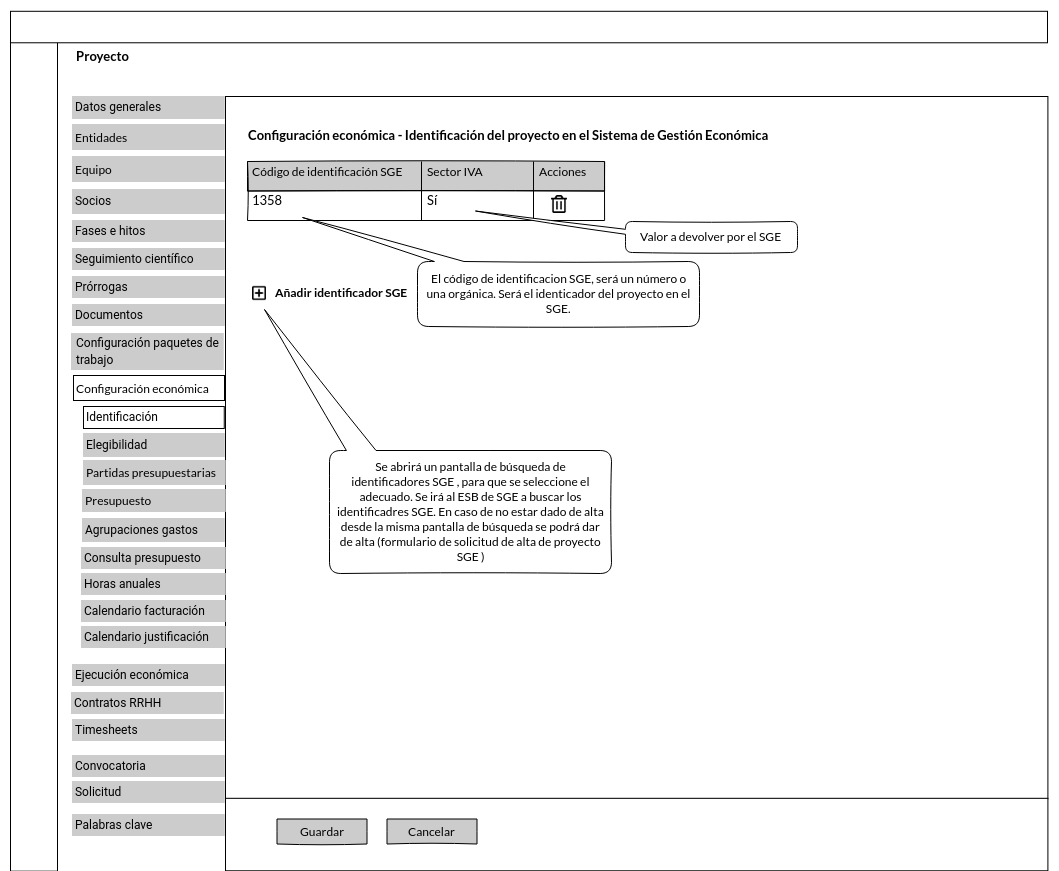 Proyecto
Datos generales
Entidades
Equipo
Socios
Fases e hitos
Seguimiento científico
Prórrogas
Documentos
Configuración paquetes de
trabajo
Configuración económica
Identificación
Elegibilidad
Partidas presupuestarias
Presupuesto
Agrupaciones gastos
Consulta presupuesto
Horas anuales
Calendario facturación
Calendario justificación
Ejecución económica
Contratos RRHH
Timesheets
Convocatoria
Solicitud
Palabras clave
Configuración económica - Identificación del proyecto en el Sistema de Gestión Económica
Código de identificación SGE Sector IVA Acciones
1358 Sí
Valor a devolver por el SGE
El código de identificacion SGE, será un número o
una orgánica. Será el identicador del proyecto en el
SGE.
Añadir identificador SGE
Se abrirá un pantalla de búsqueda de
identificadores SGE , para que se seleccione el
adecuado. Se irá al ESB de SGE a buscar los
identificadres SGE. En caso de no estar dado de alta
desde la misma pantalla de búsqueda se podrá dar
de alta (formulario de solicitud de alta de proyecto
SGE )
Guardar Cancelar